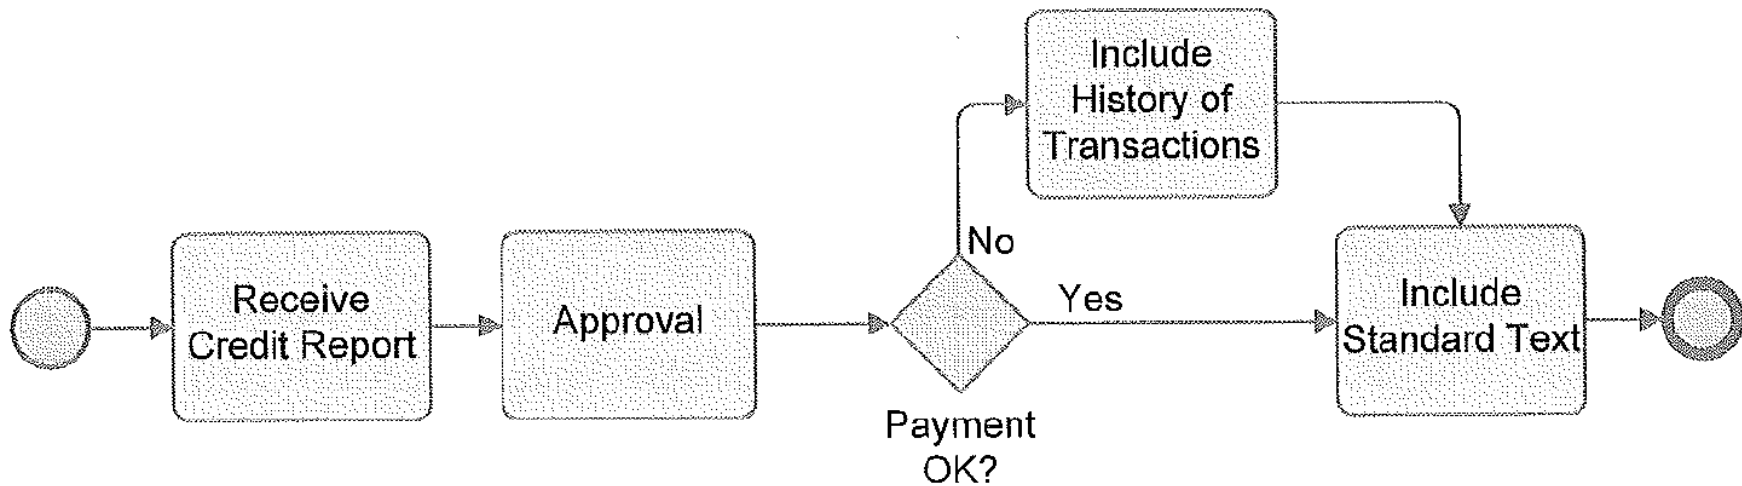 Receive
Credit Report
Approval
Payment
OK?
No
Yes
Include
History of
Transactions
Include
Standard Text